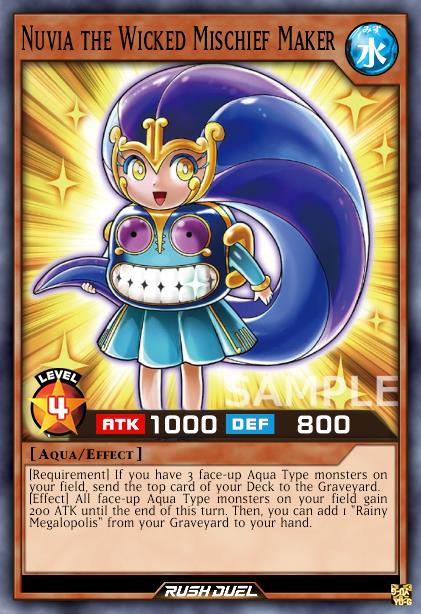 Nuvia the Wicked Mischief Maker
みず
水
SAMPLE
LEVEL
4
ATK 1000 DEF 800
[ Aqua/Effect ]
[Requirement] If you have 3 face-up Aqua Type monsters on
your field, send the top card of your Deck to the Graveyard.
[Effect] All face-up Aqua Type monsters on your field gain
200 ATK until the end of this turn. Then, you can add 1 "Rainy
Megalopolis" from your Graveyard to your hand.
RUSH DUEL